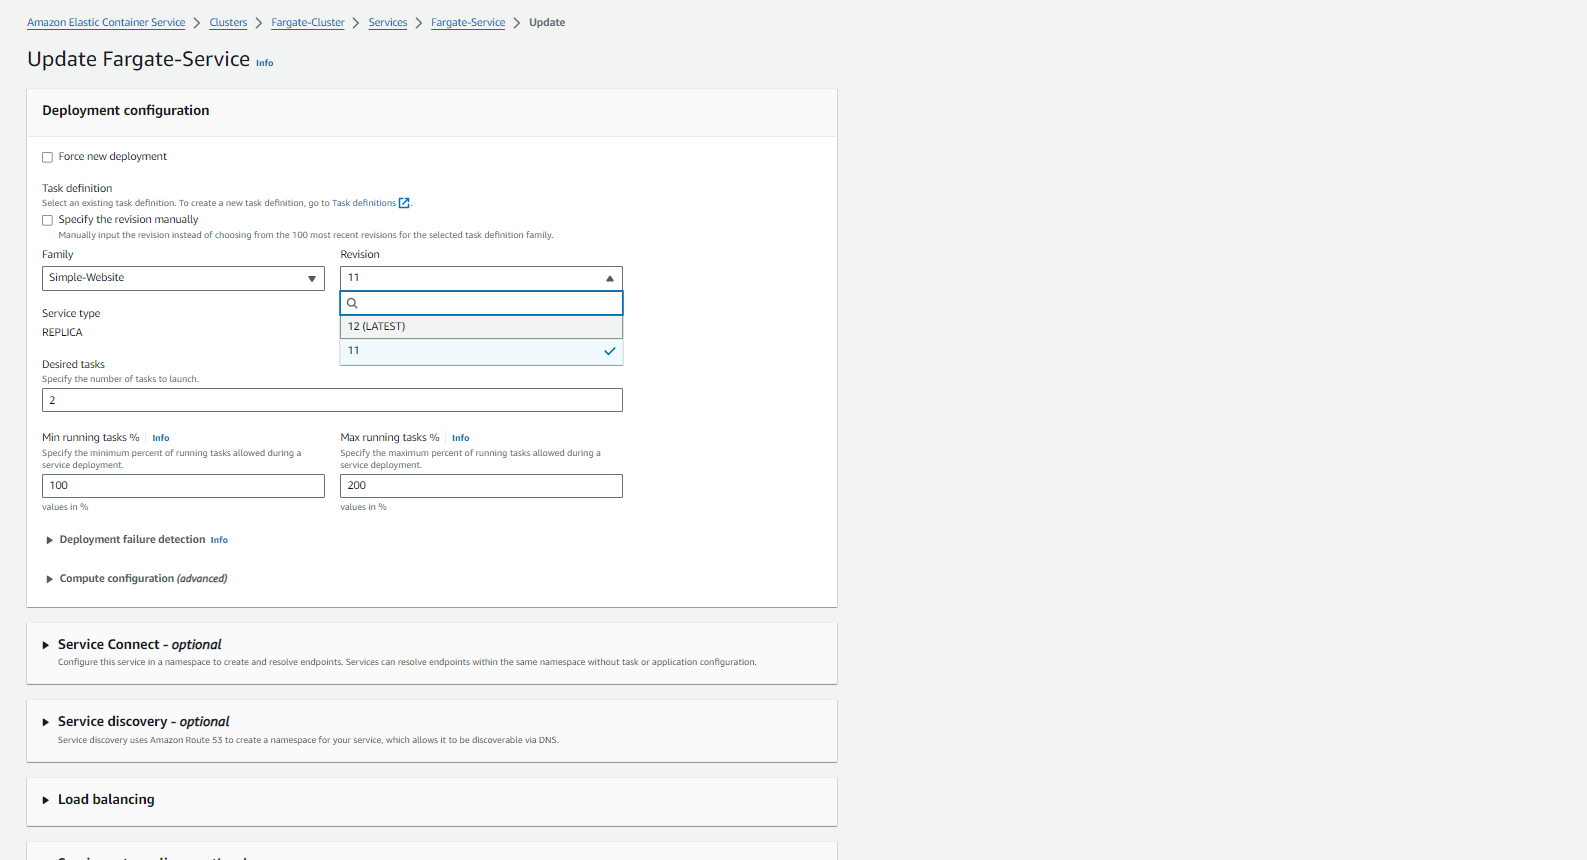 Amazon Elastic Container Service > Clusters > Fargate-Cluster > Services > Fargate-Service > Update
Update Fargate-Service Info
Deployment configuration
Force new deployment
Task definition
Select an existing task definition. To create a new task definition, go to Task definitions.
Specify the revision manually
Manually input the revision instead of choosing from the 100 most recent revisions for the selected task definition family.
Family Revision
Simple-Website 11
12 (LATEST)
11
Service type
REPLICA
Desired tasks
Specify the number of tasks to launch.
2
Min running tasks % Info
Specify the minimum percent of running tasks allowed during a
service deployment.
100
values in %
Max running tasks % Info
Specify the maximum percent of running tasks allowed during a
service deployment.
200
values in %
Deployment failure detection Info
Compute configuration (advanced)
Service Connect - optional
Configure this service in a namespace to create and resolve endpoints. Services can resolve endpoints within the same namespace without task or application configuration.
Service discovery - optional
Service discovery uses Amazon Route 53 to create a namespace for your service, which allows it to be discoverable via DNS.
Load balancing